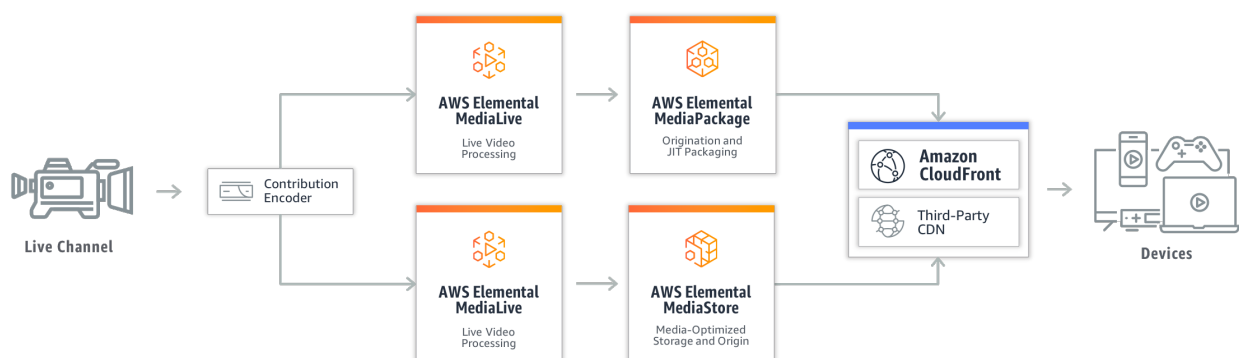 Live Channel
Contribution
Encoder
AWS Elemental
MediaLive
Live Video
Processing
AWS Elemental
MediaPackage
Origination and
JIT Packaging
AWS Elemental
MediaLive
Live Video
Processing
AWS Elemental
MediaStore
Media-Optimized
Storage and Origin
Amazon
CloudFront
Third-Party
CDN
Devices